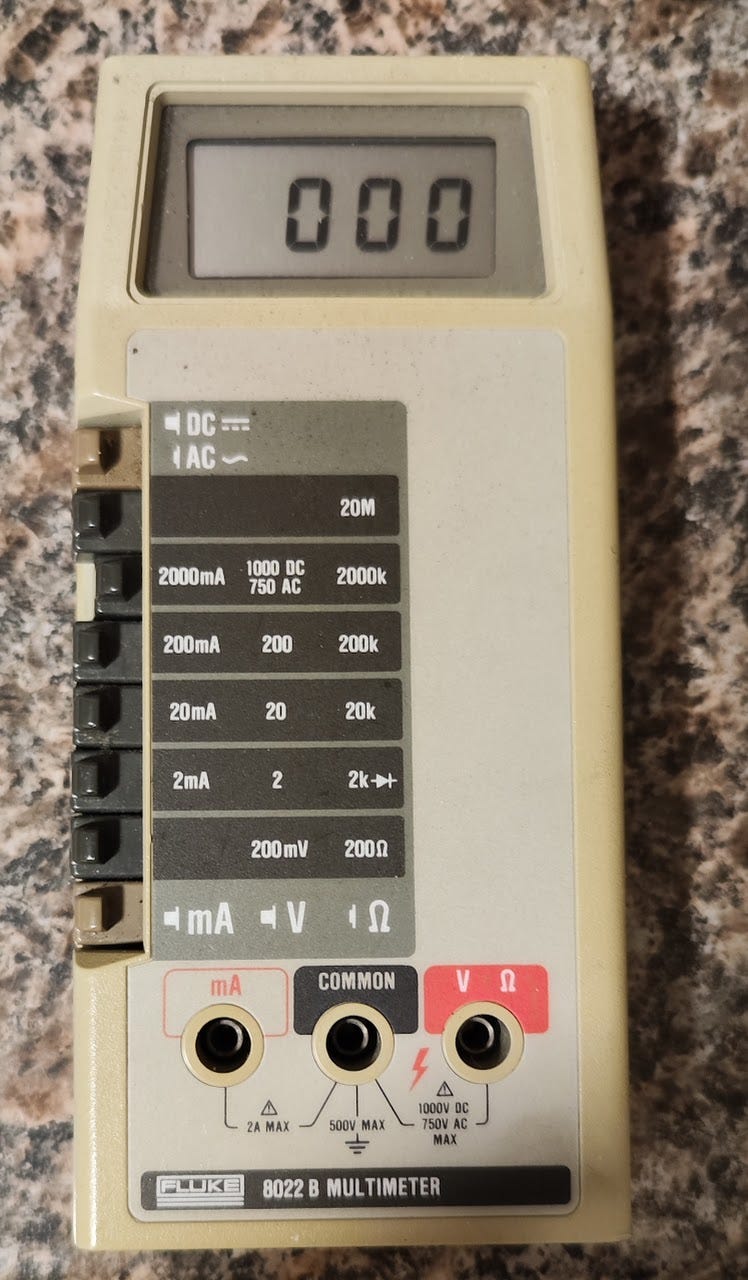 000
DC
AC
20M
2000mA 1000 DC 750 AC 2000k
200mA 200 200k
20mA 20 20k
2mA 2 2k
200mV 200Ω
mA V Ω
mA COMMON V Ω
2A MAX 500V MAX 1000V DC 750V AC MAX
FLUKE 8022 B MULTIMETER